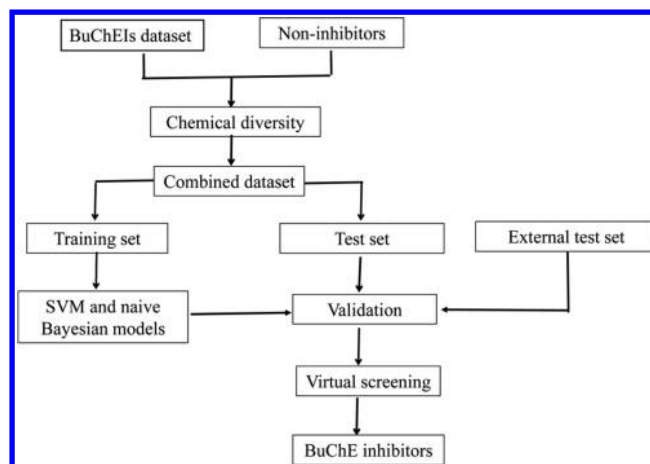 BuChEIs dataset
Non-inhibitors
Chemical diversity
Combined dataset
Training set
Test set
External test set
SVM and naive
Bayesian models
Validation
Virtual screening
BuChE inhibitors